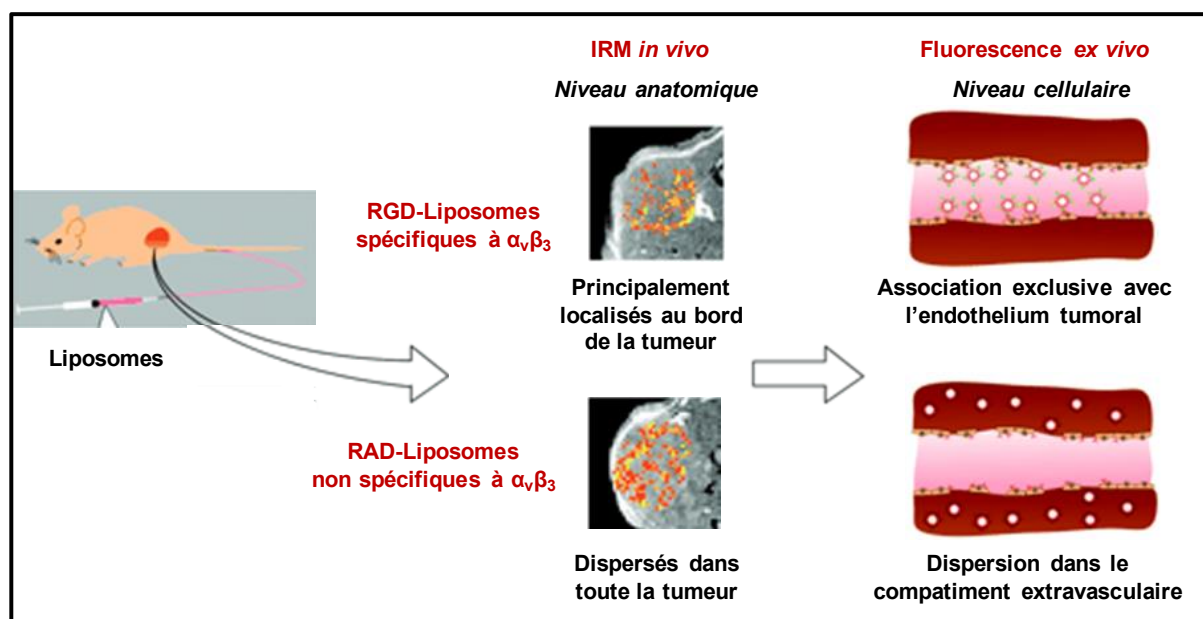 IRM in vivo
Fluorescence ex vivo
Niveau anatomique
Niveau cellulaire
RGD-Liposomes
spécifiques à αvβ3
Principalement
localisés au bord
de la tumeur
Association exclusive avec
l'endothelium tumoral
Liposomes
RAD-Liposomes
non spécifiques à αvβ3
Dispersés dans
toute la tumeur
Dispersion dans le
compatiment extravasculaire